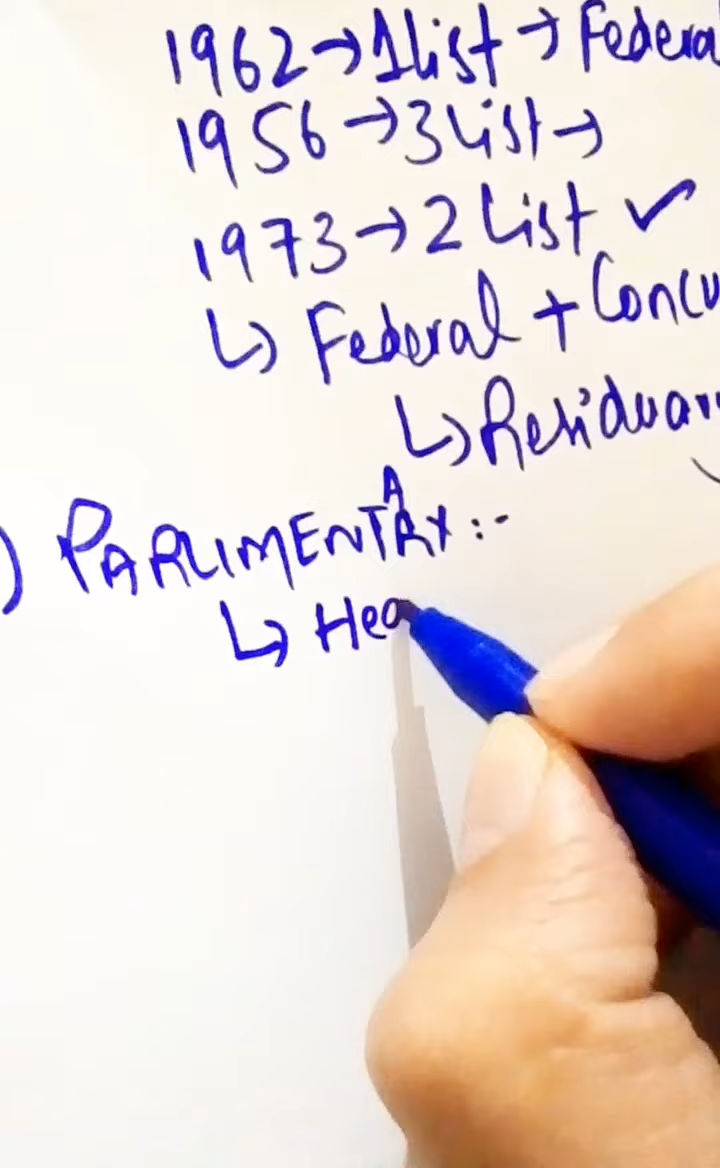 1962→1 List→Federa
1956→3 List→
1973→2 List ✓
↳ Federal + Concu
↳ Residuar
) PARLIMENTARY :-
↳ Hea